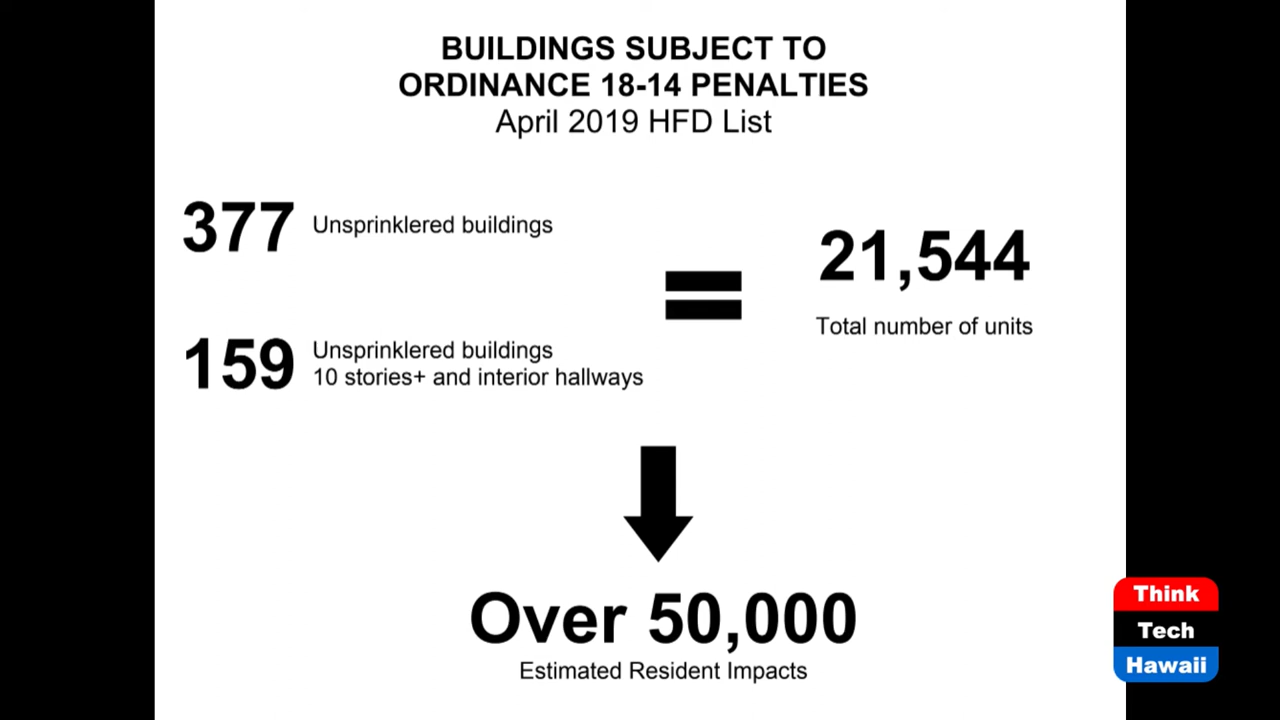 BUILDINGS SUBJECT TO
ORDINANCE 18-14 PENALTIES
April 2019 HFD List
377 Unsprinklered buildings
159 Unsprinklered buildings
10 stories+ and interior hallways
=
21,544
Total number of units
Over 50,000
Estimated Resident Impacts
Think
Tech
Hawaii